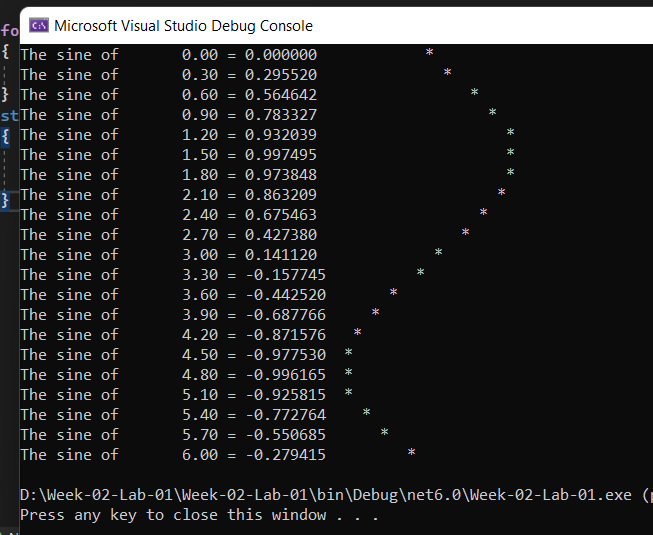 Microsoft Visual Studio Debug Console
fo
{
}
st
{
}
The sine of 0.00 = 0.000000 *
The sine of 0.30 = 0.295520 *
The sine of 0.60 = 0.564642 *
The sine of 0.90 = 0.783327 *
The sine of 1.20 = 0.932039 *
The sine of 1.50 = 0.997495 *
The sine of 1.80 = 0.973848 *
The sine of 2.10 = 0.863209 *
The sine of 2.40 = 0.675463 *
The sine of 2.70 = 0.427380 *
The sine of 3.00 = 0.141120 *
The sine of 3.30 = -0.157745 *
The sine of 3.60 = -0.442520 *
The sine of 3.90 = -0.687766 *
The sine of 4.20 = -0.871576 *
The sine of 4.50 = -0.977530 *
The sine of 4.80 = -0.996165 *
The sine of 5.10 = -0.925815 *
The sine of 5.40 = -0.772764 *
The sine of 5.70 = -0.550685 *
The sine of 6.00 = -0.279415 *
D:\Week-02-Lab-01\Week-02-Lab-01\bin\Debug\net6.0\Week-02-Lab-01.exe (
Press any key to close this window . . .